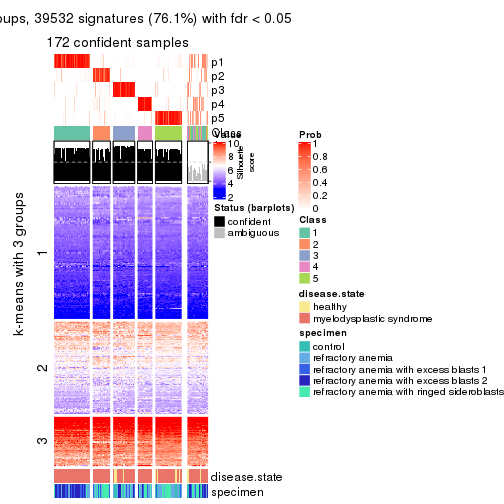 oups, 39532 signatures (76.1%) with fdr < 0.05
172 confident samples
p1
p2
p3
p4
p5
Class
Silhouette
score
k-means with 3 groups
1
2
3
disease.state
specimen
Value
10
8
6
4
2
Status (barplots)
confident
ambiguous
Prob
1
0.8
0.6
0.4
0.2
0
Class
1
2
3
4
5
disease.state
healthy
myelodysplastic syndrome
specimen
control
refractory anemia
refractory anemia with excess blasts 1
refractory anemia with excess blasts 2
refractory anemia with ringed sideroblasts